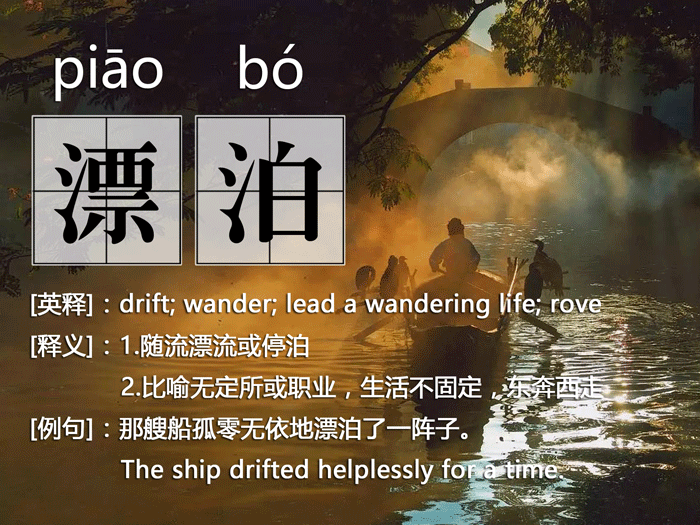 piāo bó
漂泊
[英释]：drift; wander; lead a wandering life; rove
[释义]：1.随流漂流或停泊
2.比喻无定所或职业，生活不固定，东奔西走
[例句]：那艘船孤零无依地漂泊了一阵子。
The ship drifted helplessly for a time